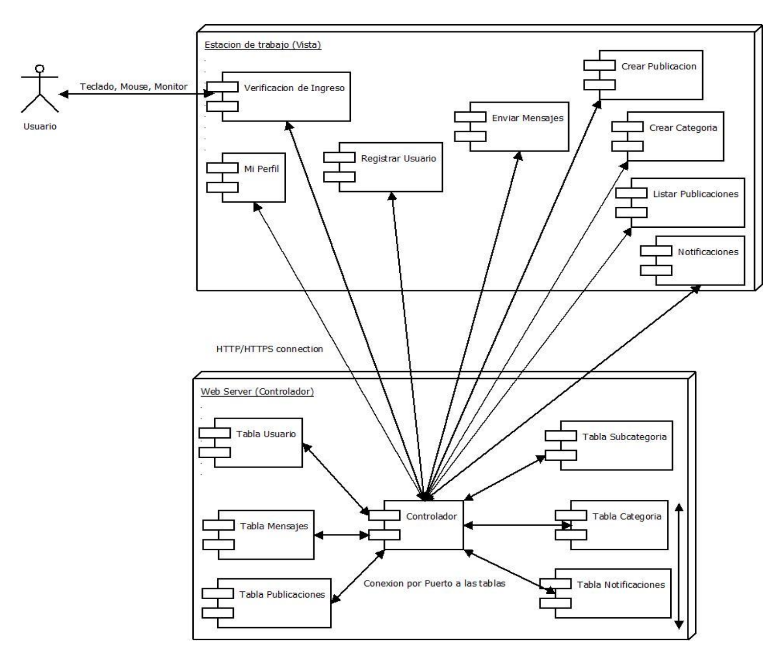 Estacion de trabajo (Vista)
Crear Publicacion
Teclado, Mouse, Monitor
Verificacion de Ingreso
Usuario
Enviar Mensajes
Crear Categoria
Registrar Usuario
Mi Perfil
Listar Publicaciones
Notificaciones
HTTP/HTTPS connection
Web Server (Controlador)
Tabla Usuario
Tabla Subcategoria
Controlador
Tabla Categoria
Tabla Mensajes
Conexion por Puerto a las tablas
Tabla Notificaciones
Tabla Publicaciones